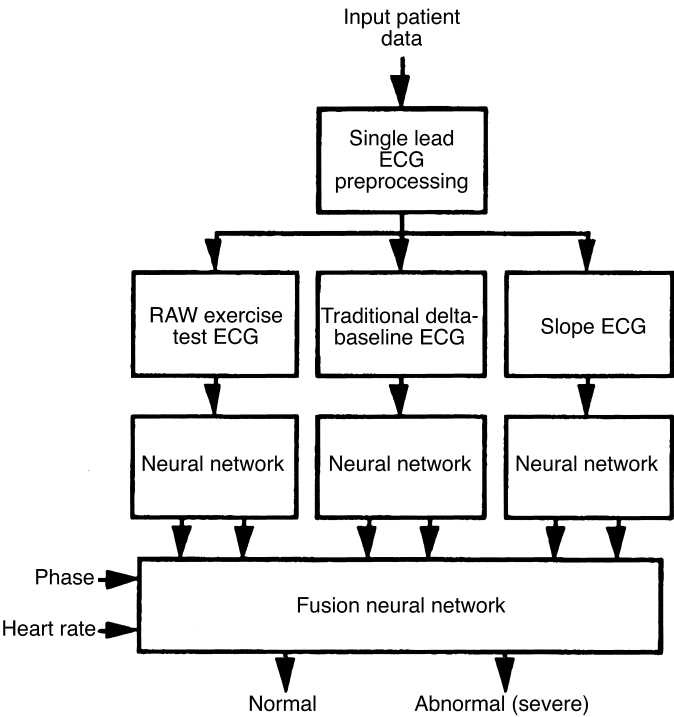 Input patient
data
Single lead
ECG
preprocessing
RAW exercise
test ECG
Traditional delta-
baseline ECG
Slope ECG
Neural network
Neural network
Neural network
Phase
Fusion neural network
Heart rate
Normal
Abnormal (severe)